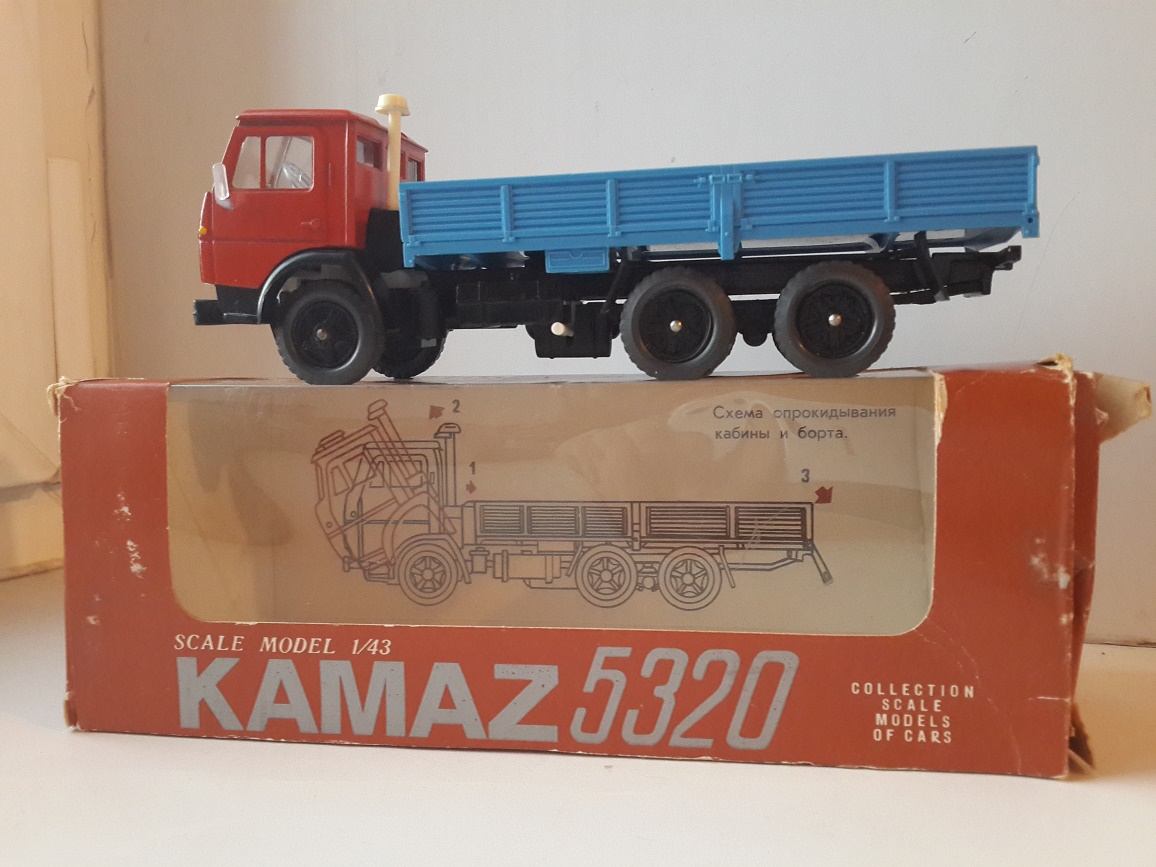 2
Схема опрокидывания
кабины и борта.
1
3
SCALE MODEL 1/43
KAMAZ 5320
COLLECTION
SCALE
MODELS
OF CARS